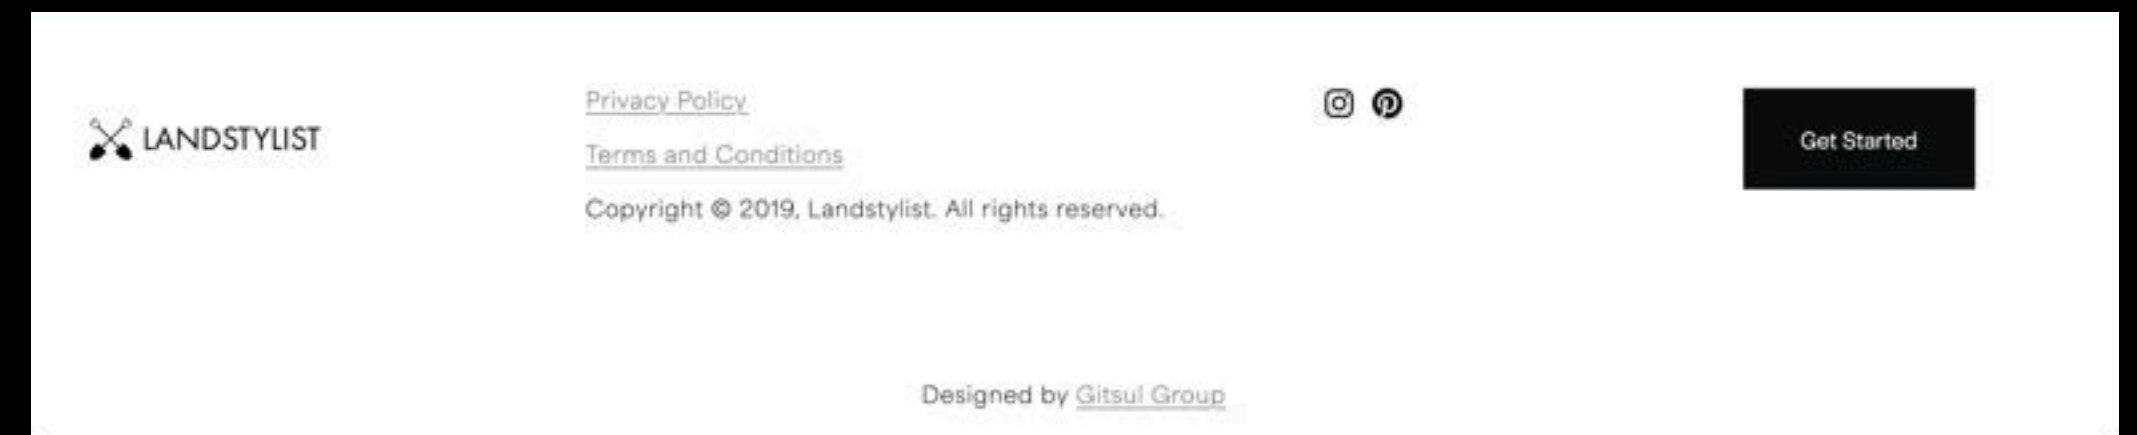 LANDSTYLIST
Privacy Policy
Terms and Conditions
Copyright © 2019, Landstylist. All rights reserved.
Get Started
Designed by Gitsul Group